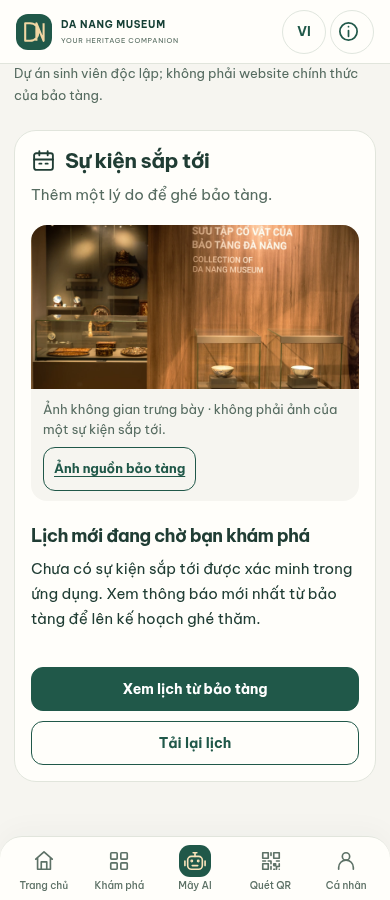 DN
DA NANG MUSEUM
YOUR HERITAGE COMPANION
VI
Dự án sinh viên độc lập; không phải website chính thức
của bảo tàng.
Sự kiện sắp tới
Thêm một lý do để ghé bảo tàng.
SƯU TẬP CỔ VẬT CỦA
BẢO TÀNG ĐÀ NẴNG
COLLECTION OF
DA NANG MUSEUM
Ảnh không gian trưng bày · không phải ảnh của
một sự kiện sắp tới.
Ảnh nguồn bảo tàng
Lịch mới đang chờ bạn khám phá
Chưa có sự kiện sắp tới được xác minh trong
ứng dụng. Xem thông báo mới nhất từ bảo
tàng để lên kế hoạch ghé thăm.
Xem lịch từ bảo tàng
Tải lại lịch
Trang chủ
Khám phá
Mây AI
Quét QR
Cá nhân